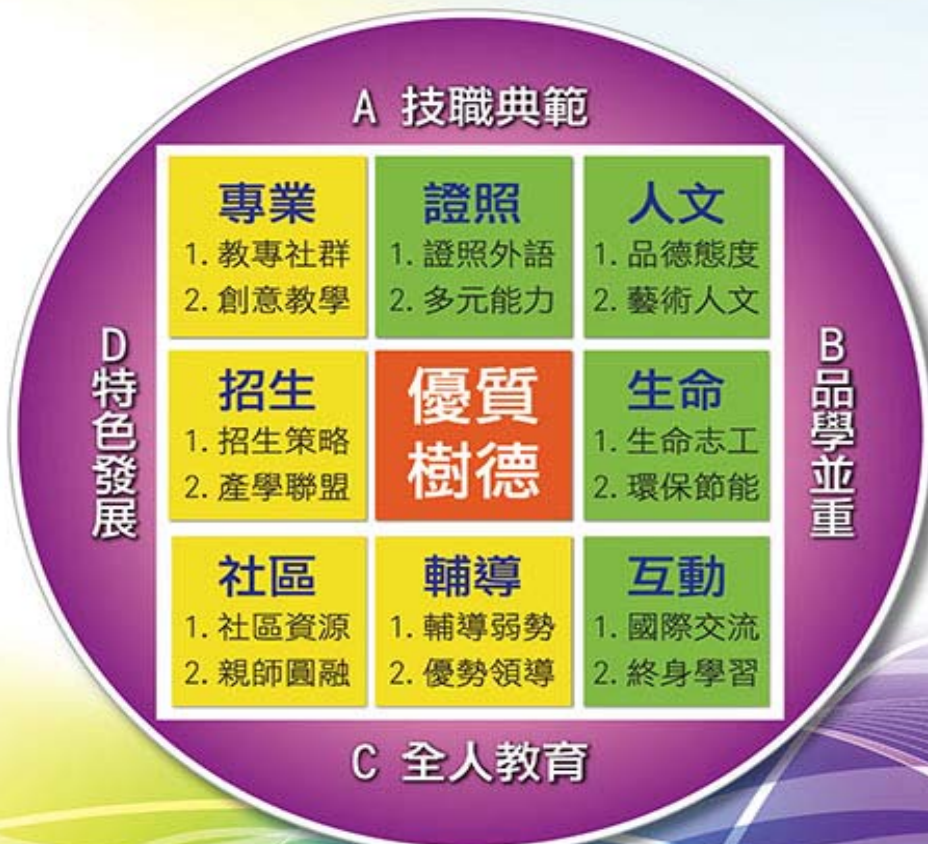 A 技職典範
專業
1. 教專社群
2. 創意教學
證照
1. 證照外語
2. 多元能力
人文
1. 品德態度
2. 藝術人文
D特色發展
招生
1. 招生策略
2. 產學聯盟
優質
樹德
生命
1. 生命志工
2. 環保節能
B品學並重
社區
1. 社區資源
2. 親師圓融
輔導
1. 輔導弱勢
2. 優勢領導
互動
1. 國際交流
2. 終身學習
C 全人教育